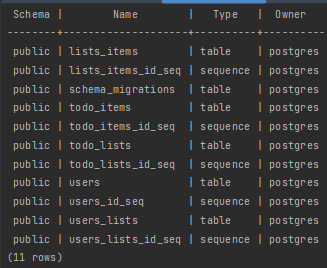 Schema |       Name        |   Type   |  Owner
--------+-------------------+----------+----------
 public | lists_items       | table    | postgres
 public | lists_items_id_seq | sequence | postgres
 public | schema_migrations | table    | postgres
 public | todo_items        | table    | postgres
 public | todo_items_id_seq | sequence | postgres
 public | todo_lists        | table    | postgres
 public | todo_lists_id_seq | sequence | postgres
 public | users             | table    | postgres
 public | users_id_seq      | sequence | postgres
 public | users_lists       | table    | postgres
 public | users_lists_id_seq | sequence | postgres
(11 rows)